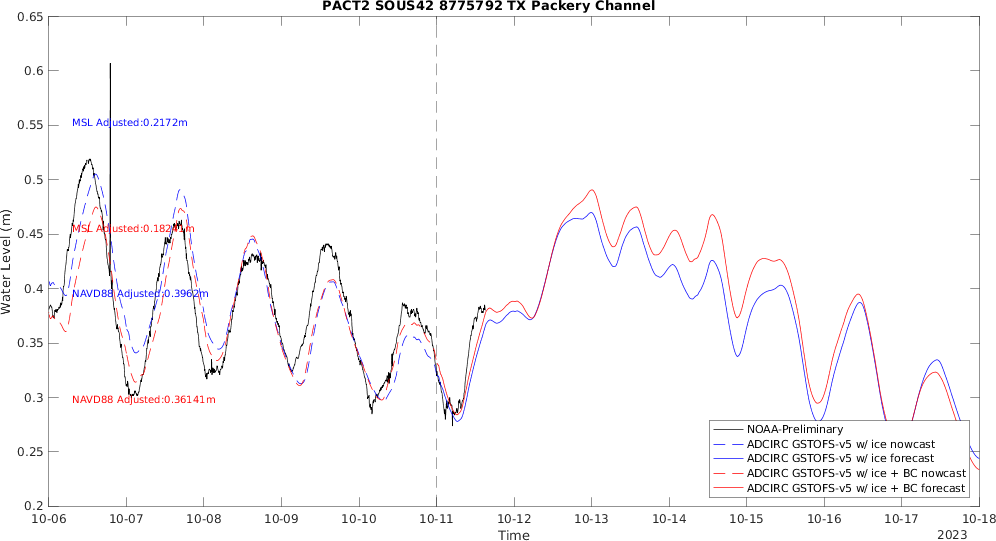 PACT2 SOUS42 8775792 TX Packery Channel
0.65
0.6
0.55
0.5
0.45
0.4
0.35
0.3
0.25
0.2
Water Level (m)
MSL Adjusted:0.2172m
MSL Adjusted:
NAVD88 Adjusted:0.3962m
NAVD88 Adjusted:0.36141m
NOAA-Preliminary
ADCIRC GSTOFS-v5 w/ ice nowcast
ADCIRC GSTOFS-v5 w/ ice forecast
ADCIRC GSTOFS-v5 w/ ice + BC nowcast
ADCIRC GSTOFS-v5 w/ ice + BC forecast
10-06 10-07 10-08 10-09 10-10 10-11 10-12 10-13 10-14 10-15 10-16 10-17 10-18
Time
2023